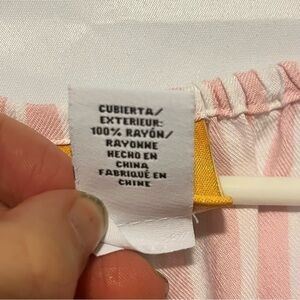 CUBIERTA/
EXTERIEUR:
100% RAYÓN/
RAYONNE
HECHO EN
CHINA
FABRIQUÉ EN
CHINE